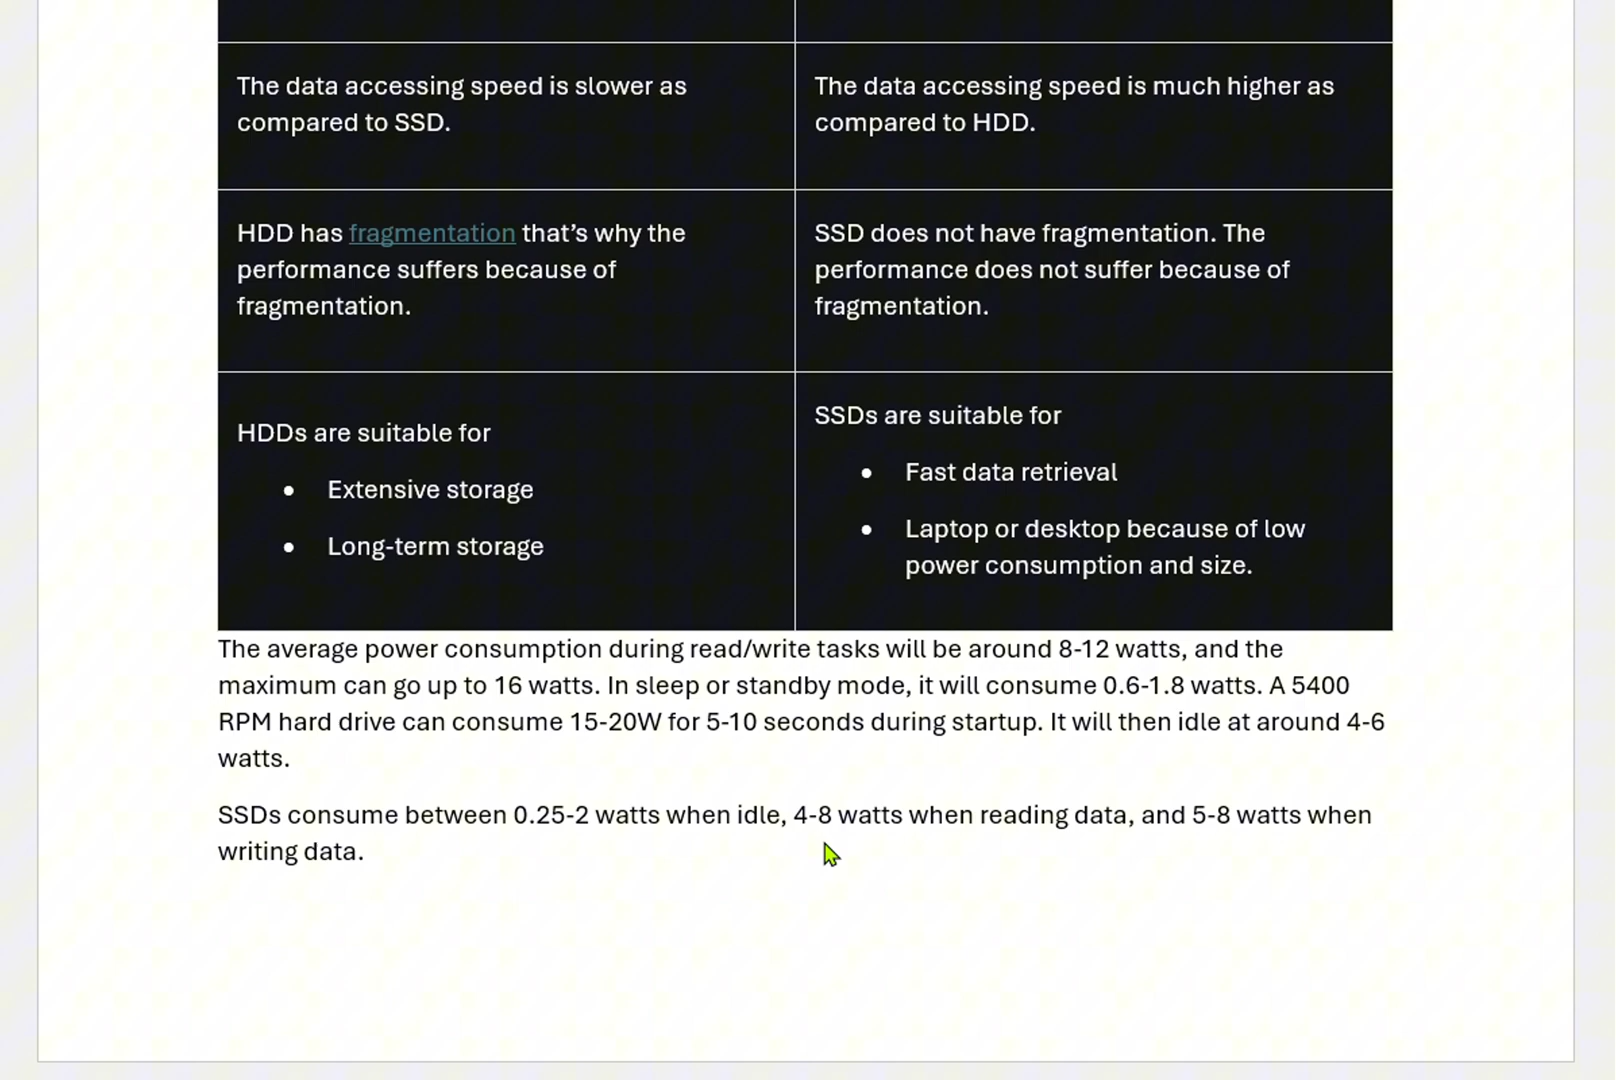 The data accessing speed is slower as
compared to SSD.
The data accessing speed is much higher as
compared to HDD.
HDD has fragmentation that’s why the
performance suffers because of
fragmentation.
SSD does not have fragmentation. The
performance does not suffer because of
fragmentation.
HDDs are suitable for
• Extensive storage
• Long-term storage
SSDs are suitable for
• Fast data retrieval
• Laptop or desktop because of low
power consumption and size.
The average power consumption during read/write tasks will be around 8-12 watts, and the
maximum can go up to 16 watts. In sleep or standby mode, it will consume 0.6-1.8 watts. A 5400
RPM hard drive can consume 15-20W for 5-10 seconds during startup. It will then idle at around 4-6
watts.
SSDs consume between 0.25-2 watts when idle, 4-8 watts when reading data, and 5-8 watts when
writing data.